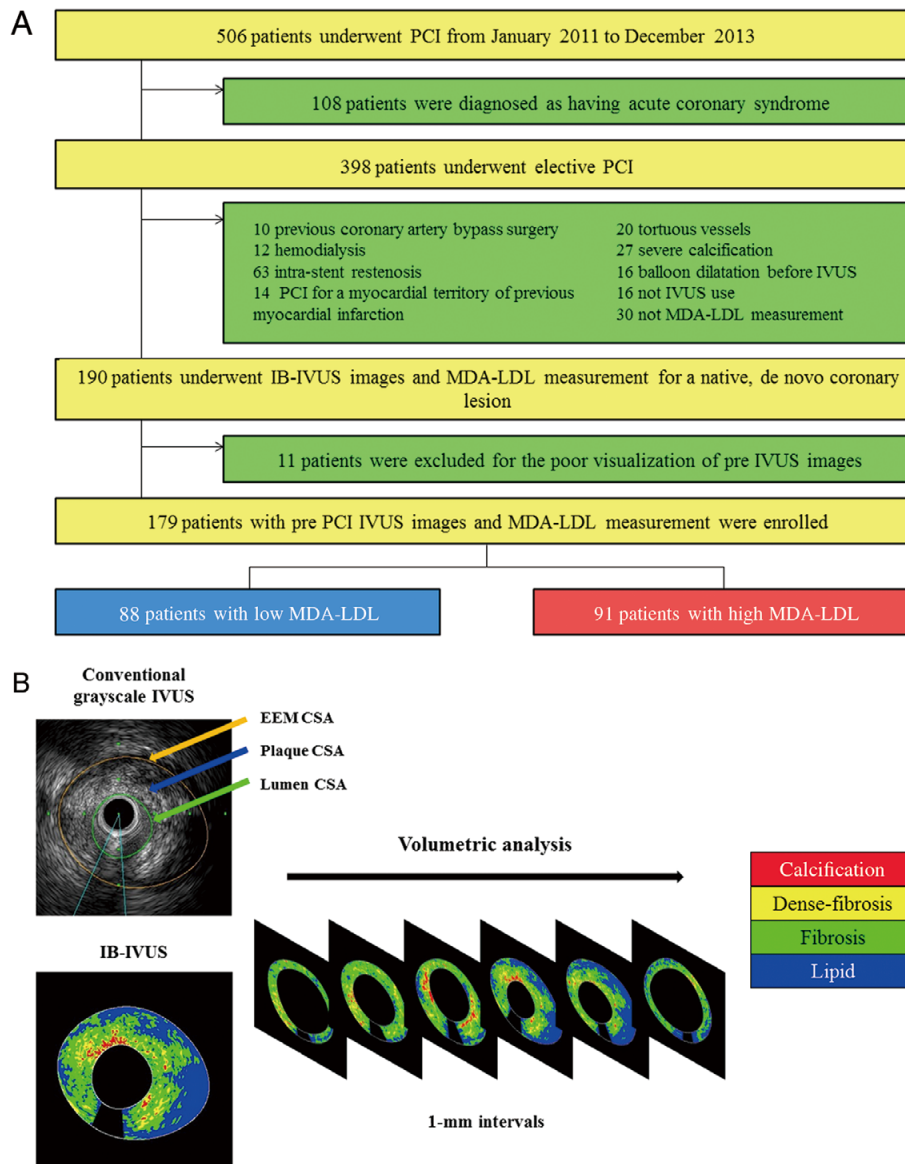 A
506 patients underwent PCI from January 2011 to December 2013
108 patients were diagnosed as having acute coronary syndrome
398 patients underwent elective PCI
10 previous coronary artery bypass surgery
12 hemodialysis
63 intra-stent restenosis
14 PCI for a myocardial territory of previous
myocardial infarction
20 tortuous vessels
27 severe calcification
16 balloon dilatation before IVUS
16 not IVUS use
30 not MDA-LDL measurement
190 patients underwent IB-IVUS images and MDA-LDL measurement for a native, de novo coronary
lesion
11 patients were excluded for the poor visualization of pre IVUS images
179 patients with pre PCI IVUS images and MDA-LDL measurement were enrolled
88 patients with low MDA-LDL
91 patients with high MDA-LDL
B
Conventional
grayscale IVUS
EEM CSA
Plaque CSA
Lumen CSA
Volumetric analysis
Calcification
Dense-fibrosis
Fibrosis
Lipid
IB-IVUS
1-mm intervals